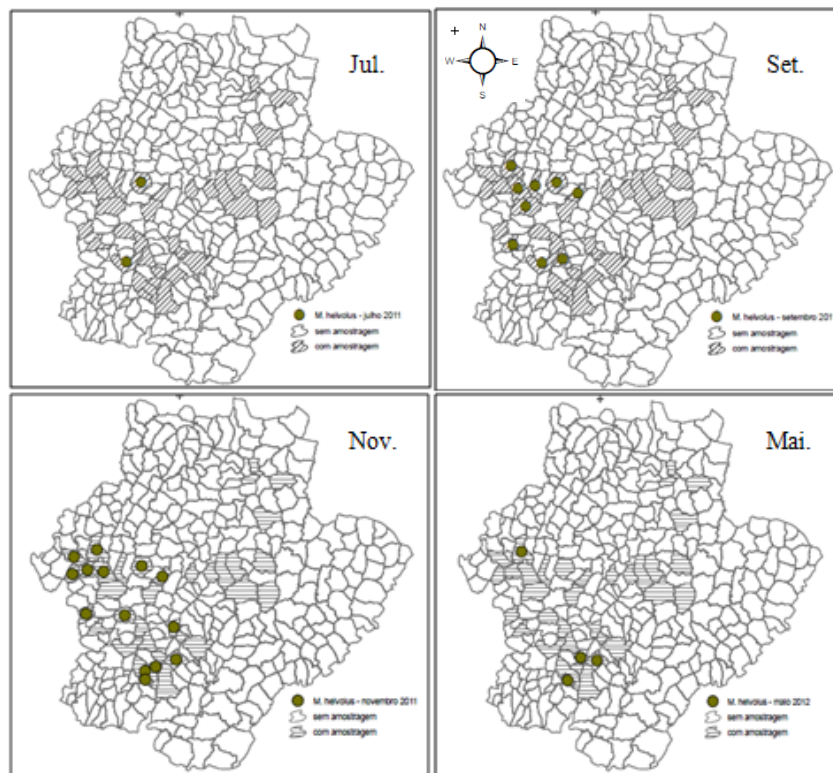 Jul.
M. helvolus - julho 2011
sem amostragem
com amostragem
Set.
N
W E
S
M. helvolus - setembro 201
sem amostragem
com amostragem
Nov.
M. helvolus - novembro 2011
sem amostragem
com amostragem
Mai.
M. helvolus - maio 2012
sem amostragem
com amostragem